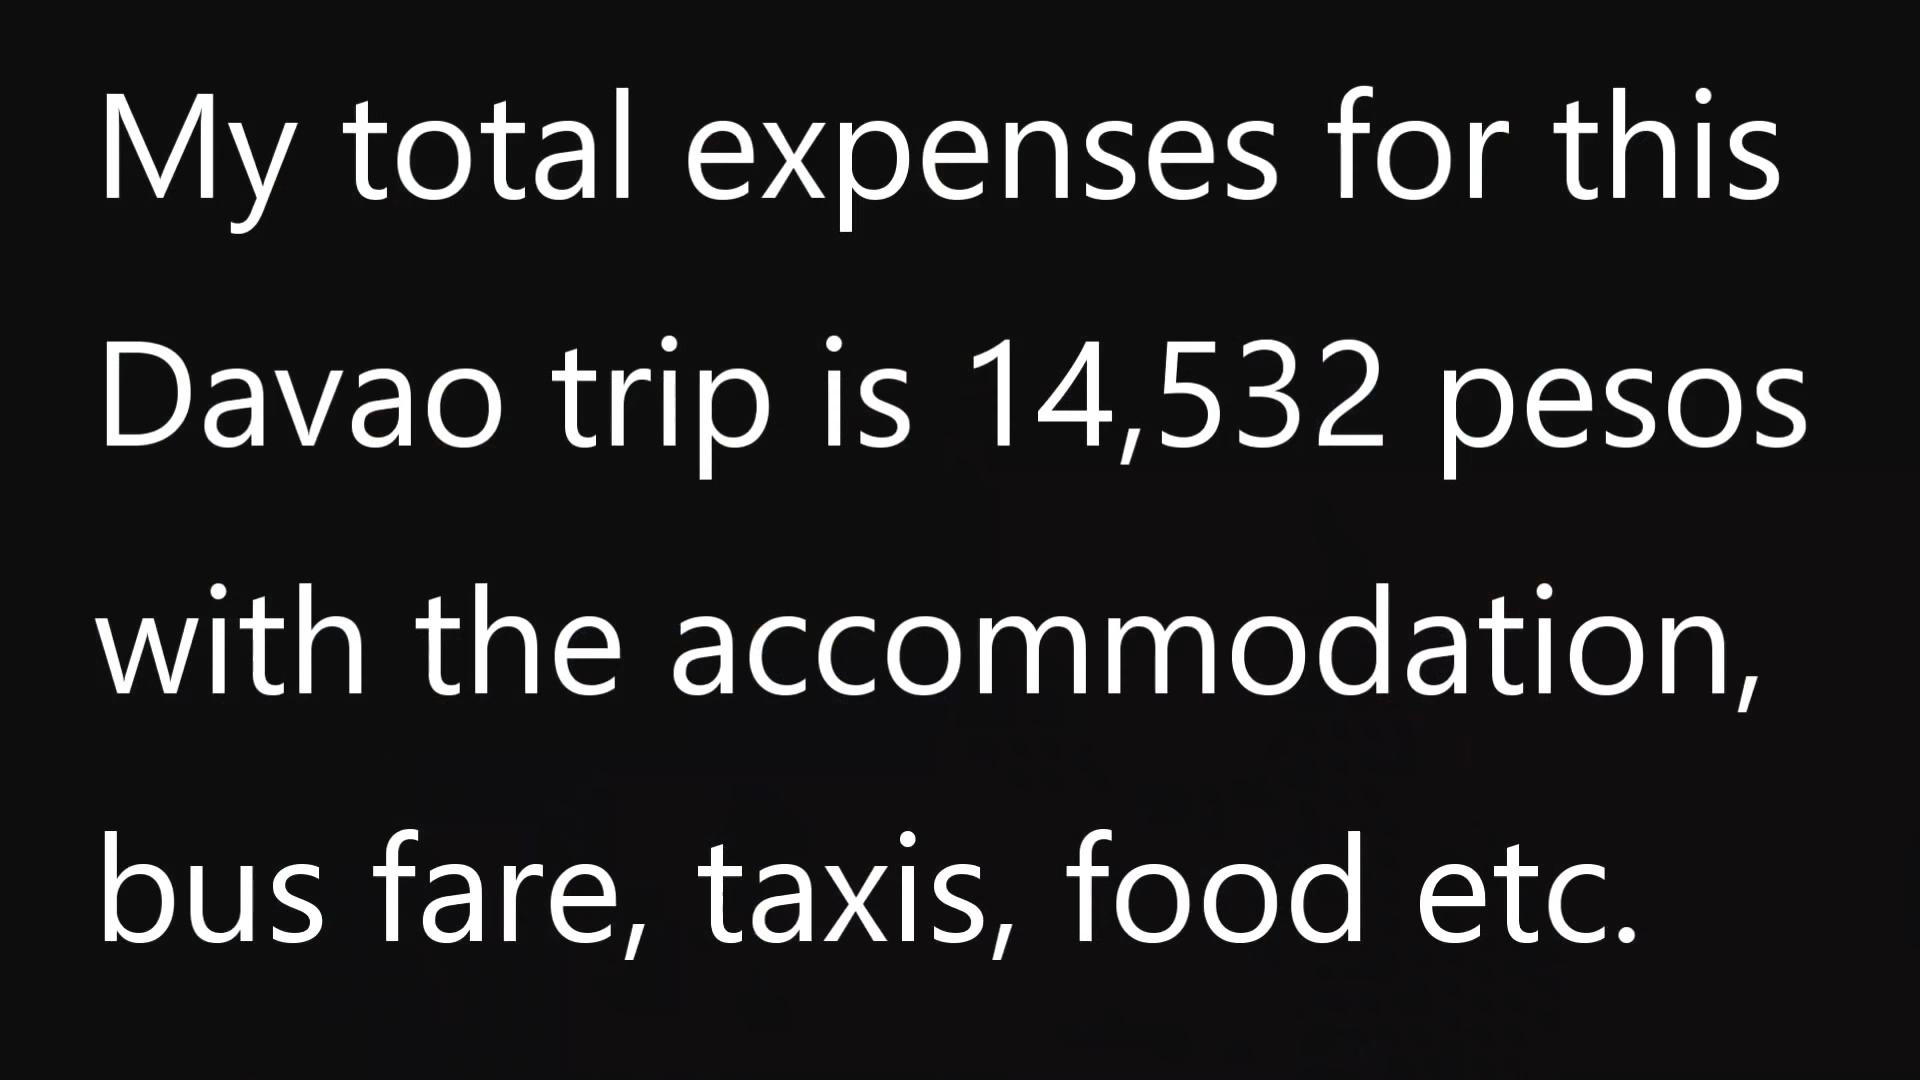 My total expenses for this
Davao trip is 14,532 pesos
with the accommodation,
bus fare, taxis, food etc.